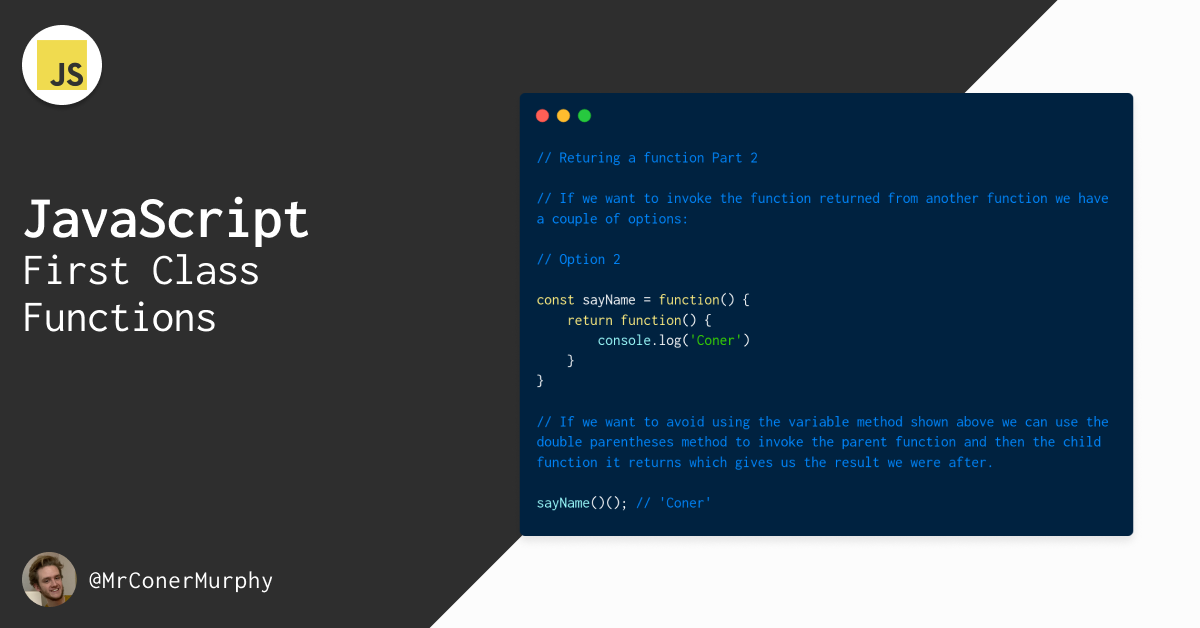 JS
JavaScript
First Class
Functions
// Returing a function Part 2
// If we want to invoke the function returned from another function we have
a couple of options:
// Option 2
const sayName = function() {
    return function() {
        console.log('Coner')
    }
}
// If we want to avoid using the variable method shown above we can use the
double parentheses method to invoke the parent function and then the child
function it returns which gives us the result we were after.
sayName()(); // 'Coner'
@MrConerMurphy